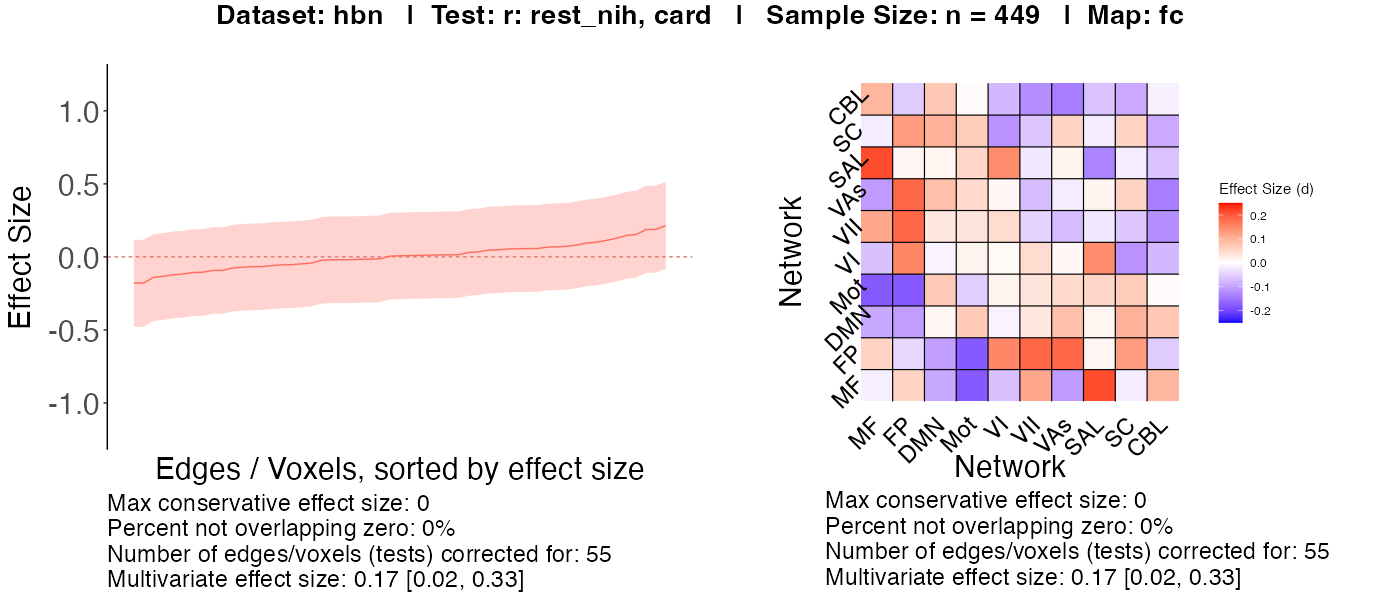 Dataset: hbn | Test: r: rest_nih, card | Sample Size: n = 449 | Map: fc
Effect Size
1.0
0.5
0.0
-0.5
-1.0
Edges / Voxels, sorted by effect size
Max conservative effect size: 0
Percent not overlapping zero: 0%
Number of edges/voxels (tests) corrected for: 55
Multivariate effect size: 0.17 [0.02, 0.33]
Network
CBL
SC
SAL
VAs
VII
VI
Mot
DMN
FP
MF
MF
FP
DMN
Mot
VI
VII
VAs
SAL
SC
CBL
Network
Effect Size (d)
0.2
0.1
0.0
-0.1
-0.2
Max conservative effect size: 0
Percent not overlapping zero: 0%
Number of edges/voxels (tests) corrected for: 55
Multivariate effect size: 0.17 [0.02, 0.33]